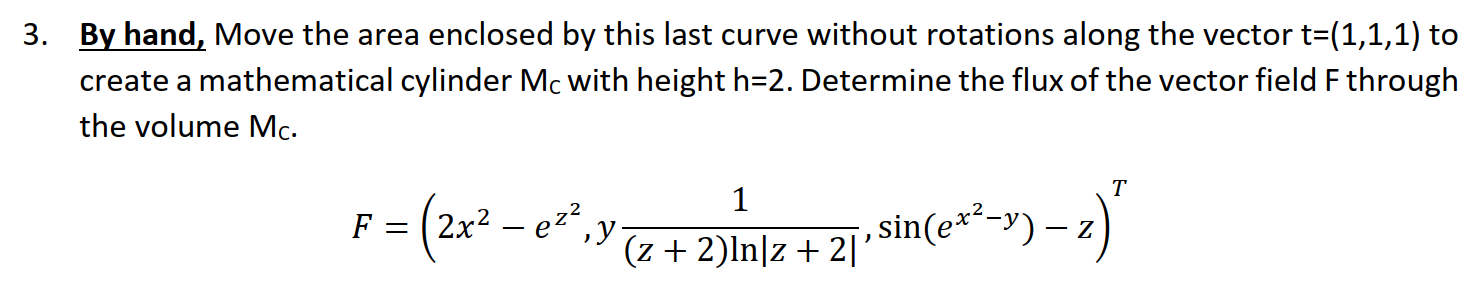 3. By hand, Move the area enclosed by this last curve without rotations along the vector t=(1,1,1) to
create a mathematical cylinder M_C with height h=2. Determine the flux of the vector field F through
the volume M_C.
F = (2x² − e^{z²}, y 1/((z + 2)ln|z + 2|), sin(e^{x²−y}) − z)^T